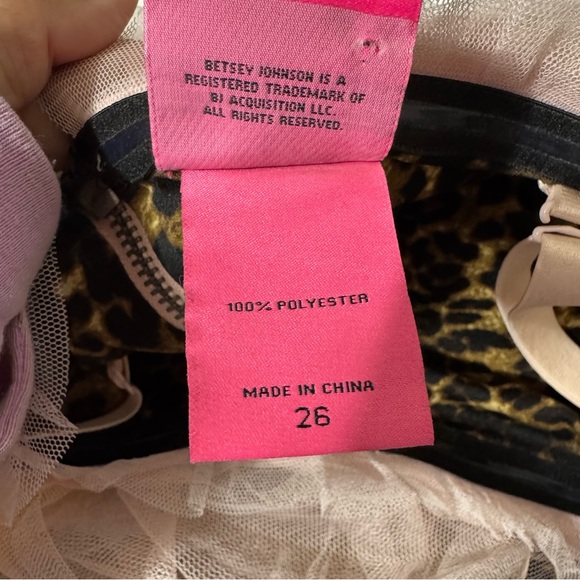 BETSEY JOHNSON IS A
REGISTERED TRADEMARK OF
BJ ACQUISITION LLC.
ALL RIGHTS RESERVED.
100% POLYESTER
MADE IN CHINA
26